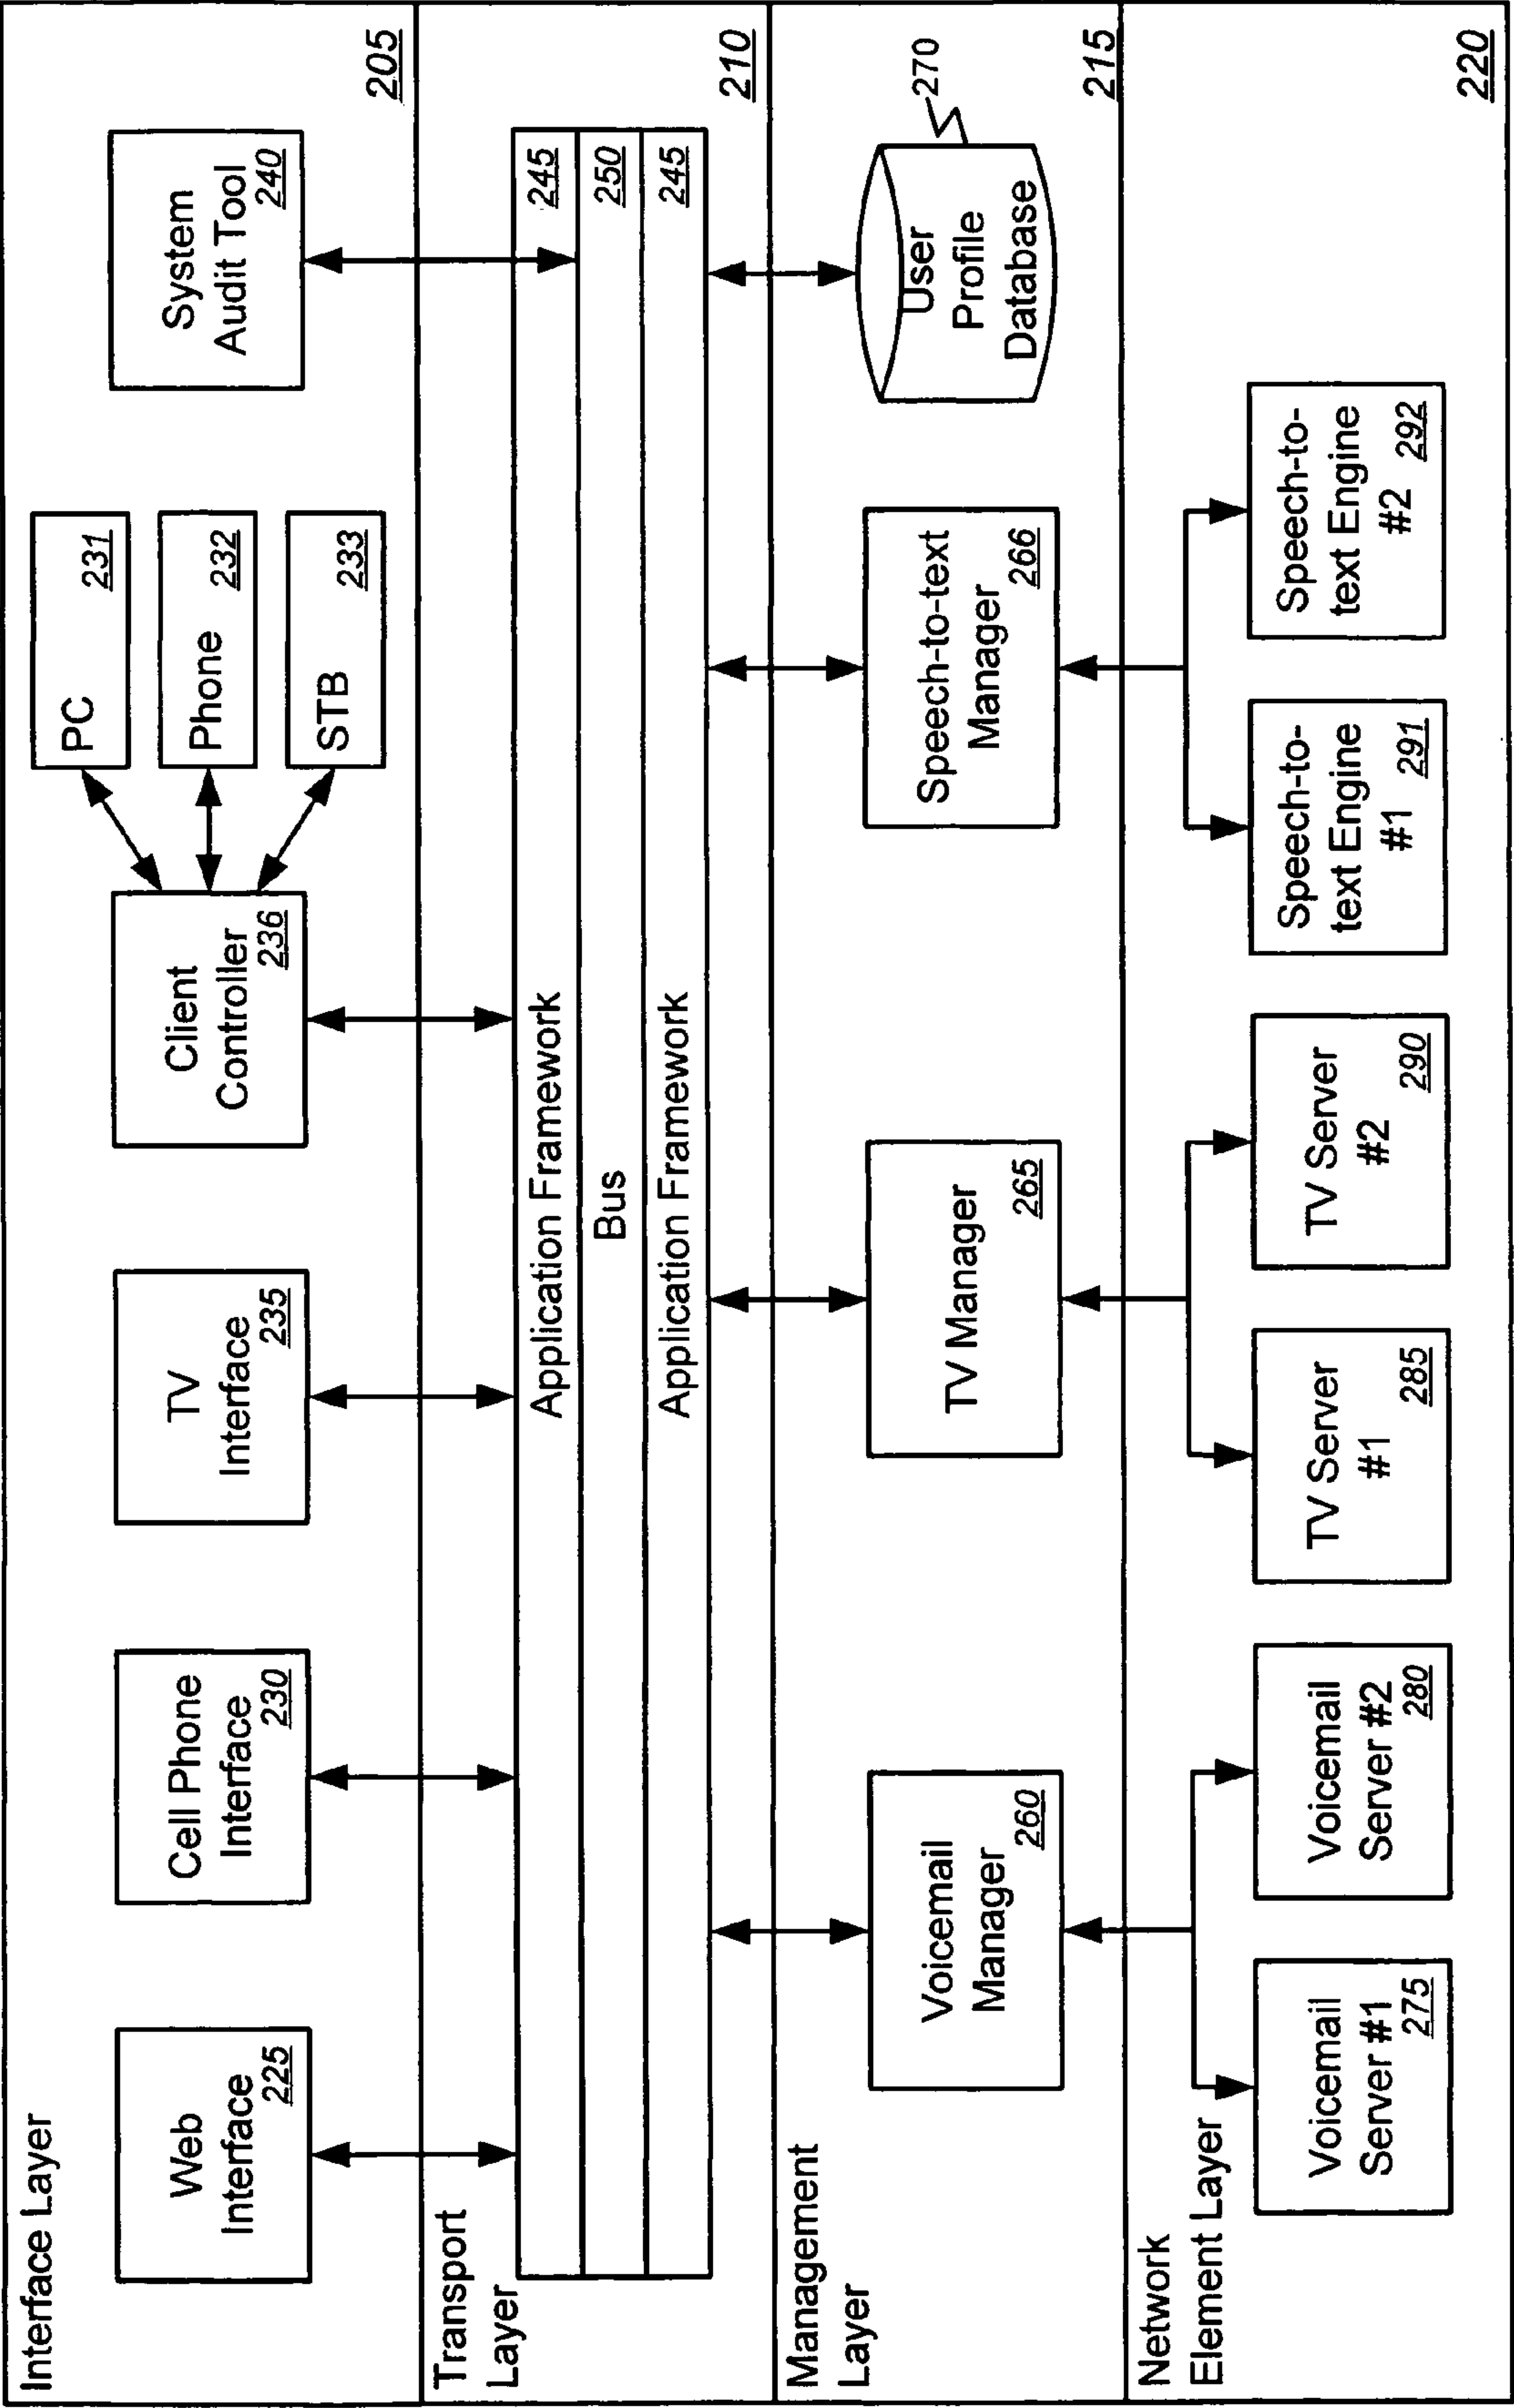 Interface Layer
Web
Interface
225
Cell Phone
Interface
230
TV
Interface
235
Client
Controller
236
PC
231
Phone
232
STB
233
System
Audit Tool
240
205
Transport
Layer
Application Framework
245
Bus
250
Application Framework
245
210
Management
Layer
Voicemail
Manager
260
TV Manager
265
Speech-to-text
Manager
266
User
Profile
Database
270
215
Network
Element Layer
Voicemail
Server #1
275
Voicemail
Server #2
280
TV Server
#1
285
TV Server
#2
290
Speech-to-
text Engine
#1
291
Speech-to-
text Engine
#2
292
220